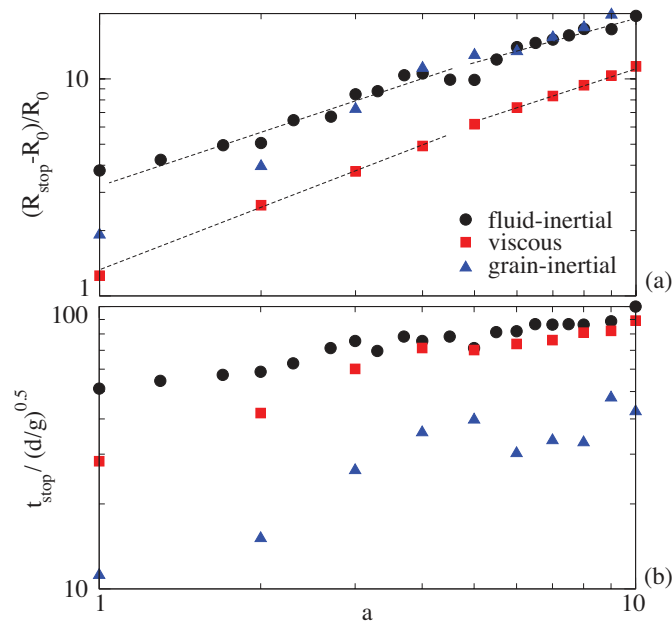 10
1
(R_stop-R_0)/R_0
fluid-inertial
viscous
grain-inertial
(a)
100
10
t_stop / (d/g)^0.5
1
a
10
(b)